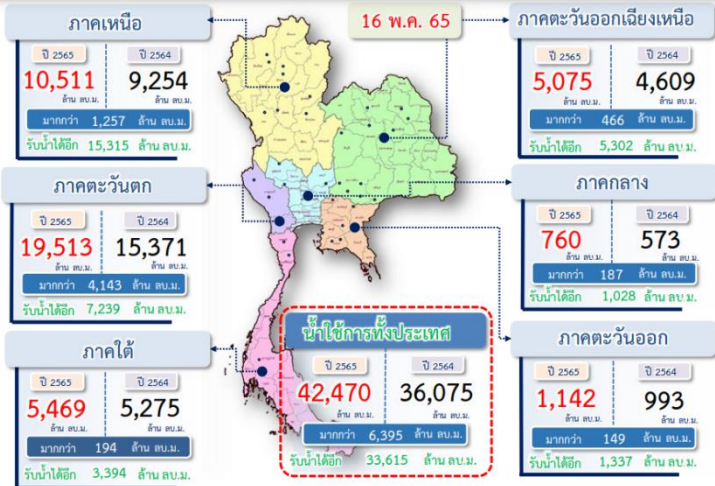 16 พ.ค. 65
ภาคเหนือ
ปี 2565 ปี 2564
10,511 9,254
ล้าน ลบ.ม. ล้าน ลบ.ม.
มากกว่า 1,257 ล้าน ลบ.ม.
รับน้ำได้อีก 15,315 ล้าน ลบ.ม.
ภาคตะวันออกเฉียงเหนือ
ปี 2565 ปี 2564
5,075 4,609
ล้าน ลบ.ม. ล้าน ลบ.ม.
มากกว่า 466 ล้าน ลบ.ม.
รับน้ำได้อีก 5,302 ล้าน ลบ.ม.
ภาคตะวันตก
ปี 2565 ปี 2564
19,513 15,371
ล้าน ลบ.ม. ล้าน ลบ.ม.
มากกว่า 4,143 ล้าน ลบ.ม.
รับน้ำได้อีก 7,239 ล้าน ลบ.ม.
ภาคกลาง
ปี 2565 ปี 2564
760 573
ล้าน ลบ.ม. ล้าน ลบ.ม.
มากกว่า 187 ล้าน ลบ.ม.
รับน้ำได้อีก 1,028 ล้าน ลบ.ม.
ภาคใต้
ปี 2565 ปี 2564
5,469 5,275
ล้าน ลบ.ม. ล้าน ลบ.ม.
มากกว่า 194 ล้าน ลบ.ม.
รับน้ำได้อีก 3,394 ล้าน ลบ.ม.
น้ำใช้การทั้งประเทศ
ปี 2565 ปี 2564
42,470 36,075
ล้าน ลบ.ม. ล้าน ลบ.ม.
มากกว่า 6,395 ล้าน ลบ.ม.
รับน้ำได้อีก 33,615 ล้าน ลบ.ม.
ภาคตะวันออก
ปี 2565 ปี 2564
1,142 993
ล้าน ลบ.ม. ล้าน ลบ.ม.
มากกว่า 149 ล้าน ลบ.ม.
รับน้ำได้อีก 1,337 ล้าน ลบ.ม.